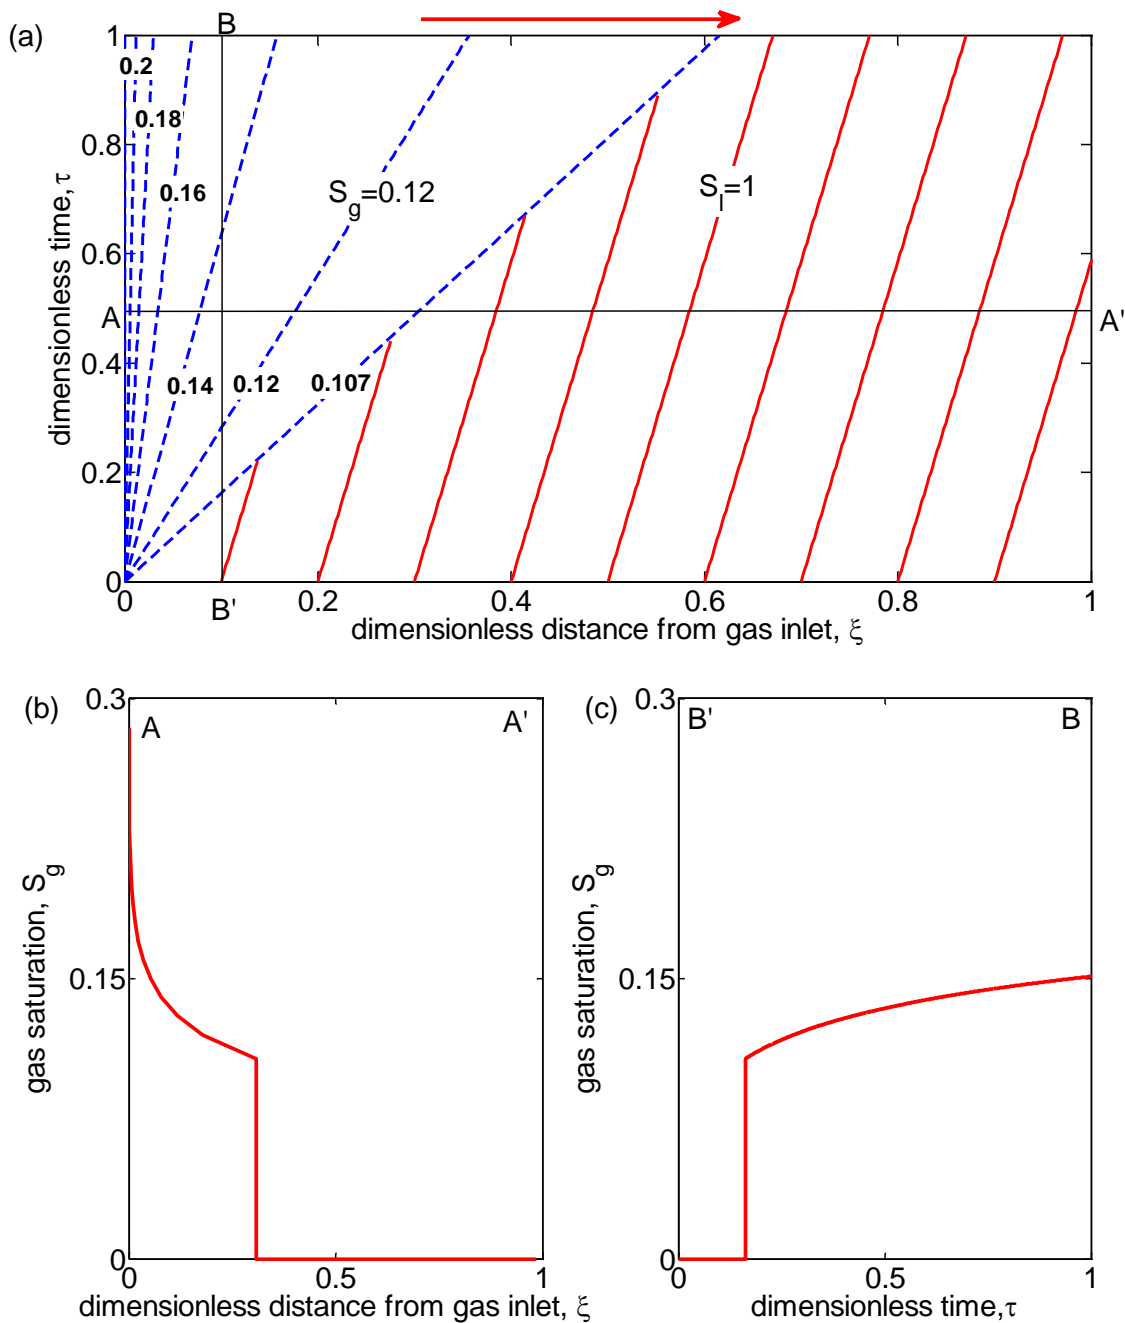 (a)
B
1
0.2
0.18
0.8
0.16
S_g=0.12
S_l=1
0.6
A
A'
0.4
0.14
0.12
0.107
0.2
0
dimensionless time, τ
0
B'
0.2
0.4
0.6
0.8
1
dimensionless distance from gas inlet, ξ
(b)
0.3
A
A'
0.15
0
gas saturation, S_g
0
0.5
1
dimensionless distance from gas inlet, ξ
(c)
0.3
B'
B
0.15
0
gas saturation, S_g
0
0.5
1
dimensionless time,τ